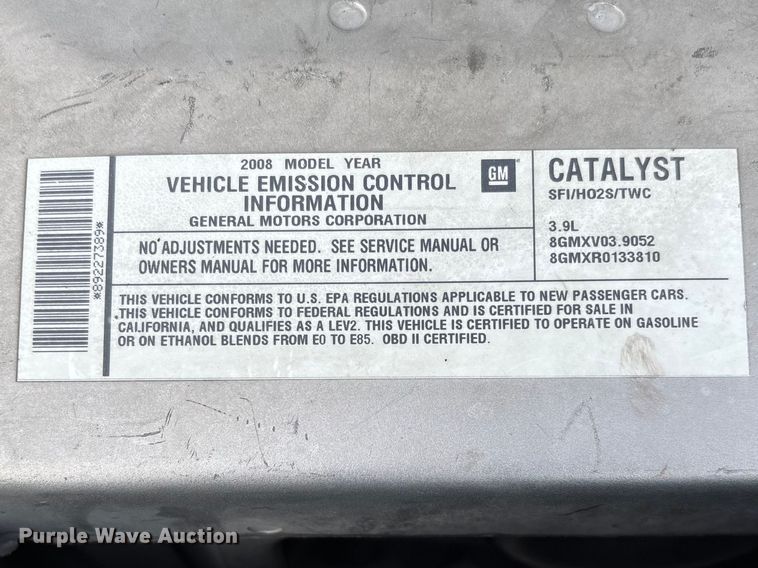 *89227389*
2008 MODEL YEAR
VEHICLE EMISSION CONTROL
INFORMATION
GENERAL MOTORS CORPORATION
GM
NO ADJUSTMENTS NEEDED. SEE SERVICE MANUAL OR
OWNERS MANUAL FOR MORE INFORMATION.
CATALYST
SFI/HO2S/TWC
3.9L
8GMXV03.9052
8GMXR0133810
THIS VEHICLE CONFORMS TO U.S. EPA REGULATIONS APPLICABLE TO NEW PASSENGER CARS.
THIS VEHICLE CONFORMS TO FEDERAL REGULATIONS AND IS CERTIFIED FOR SALE IN
CALIFORNIA, AND QUALIFIES AS A LEV2. THIS VEHICLE IS CERTIFIED TO OPERATE ON GASOLINE
OR ON ETHANOL BLENDS FROM E0 TO E85. OBD II CERTIFIED.
Purple Wave Auction